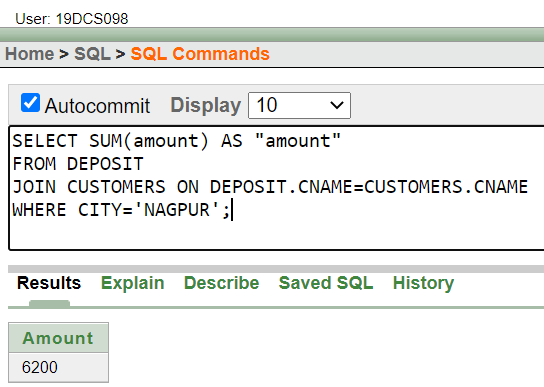 User: 19DCS098
Home > SQL > SQL Commands
Autocommit Display 10
SELECT SUM(amount) AS "amount"
FROM DEPOSIT
JOIN CUSTOMERS ON DEPOSIT.CNAME=CUSTOMERS.CNAME
WHERE CITY='NAGPUR';
Results Explain Describe Saved SQL History
Amount
6200